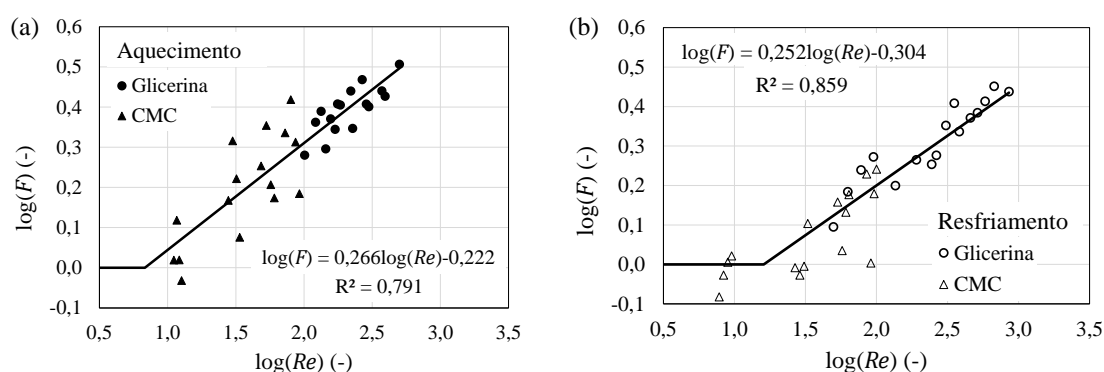 (a)
log(F) (-)
0,6
0,5
0,4
0,3
0,2
0,1
0,0
-0,1
Aquecimento
Glicerina
CMC
log(F) = 0,266log(Re)-0,222
R² = 0,791
0,5 1,0 1,5 2,0 2,5 3,0 3,5
log(Re) (-)
(b)
log(F) (-)
0,6
0,5
0,4
0,3
0,2
0,1
0,0
-0,1
log(F) = 0,252log(Re)-0,304
R² = 0,859
Resfriamento
Glicerina
CMC
0,5 1,0 1,5 2,0 2,5 3,0 3,5
log(Re) (-)